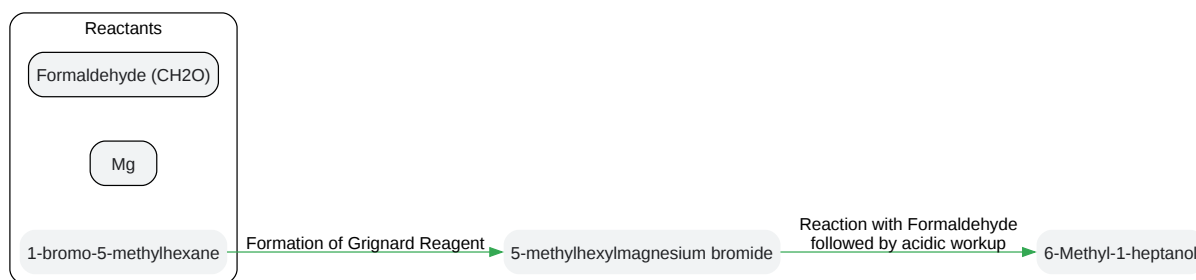 Reactants
Formaldehyde (CH2O)
Mg
1-bromo-5-methylhexane
Formation of Grignard Reagent
5-methylhexylmagnesium bromide
Reaction with Formaldehyde
followed by acidic workup
6-Methyl-1-heptanol